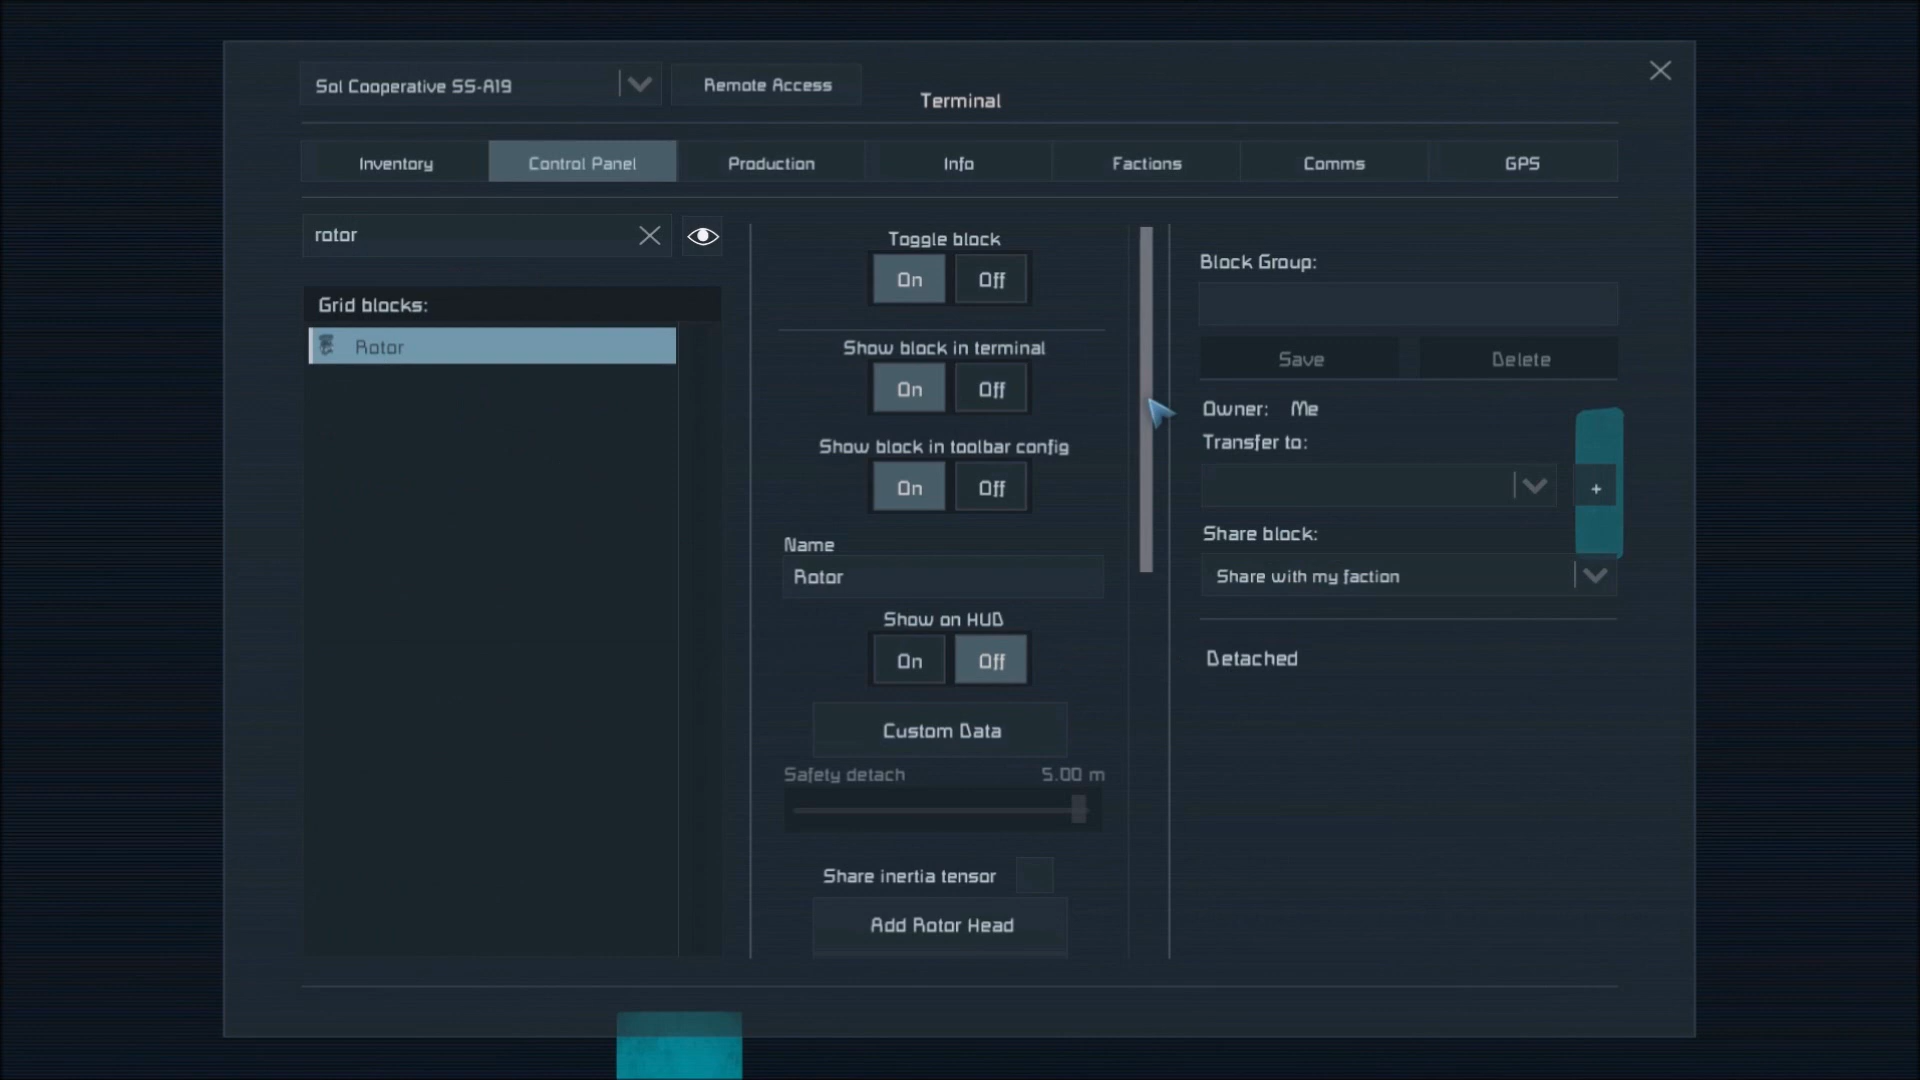 Sol Cooperative SS-A19
Remote Access
Terminal
Inventory
Control Panel
Production
Info
Factions
Comms
GPS
rotor
Grid blocks:
Rotor
Toggle block
On Off
Show block in terminal
On Off
Show block in toolbar config
On Off
Name
Rotor
Show on HUD
On Off
Custom Data
Safety detach 5.00 m
Share inertia tensor
Add Rotor Head
Block Group:
Save Delete
Owner: Me
Transfer to:
+
Share block:
Share with my faction
Detached